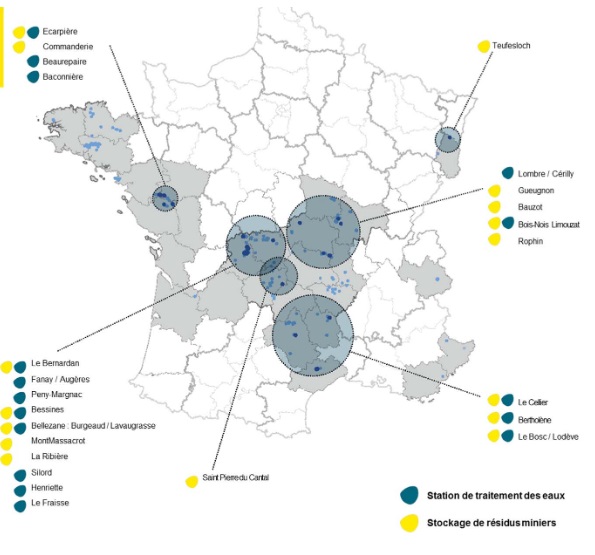 Ecarpière
Commanderie
Beaurepaire
Baconnière
Teufesloch
Lombre / Cérilly
Gueugnon
Bauzot
Bois-Nois Limouzat
Rophin
Le Bernardan
Fanay / Augères
Peny-Margnac
Bessines
Bellezane : Burgeaud / Lavaugrasse
MontMassacrot
La Ribière
Silord
Henriette
Le Fraisse
Saint Pierre du Cantal
Le Cellier
Bertholène
Le Bosc / Lodève
Station de traitement des eaux
Stockage de résidus miniers